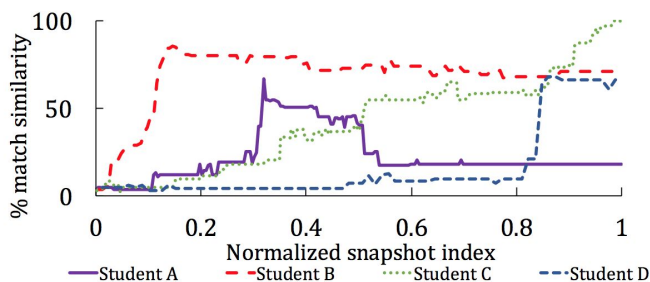 % match similarity
100
50
0
0 0.2 0.4 0.6 0.8 1
Normalized snapshot index
Student A Student B Student C Student D